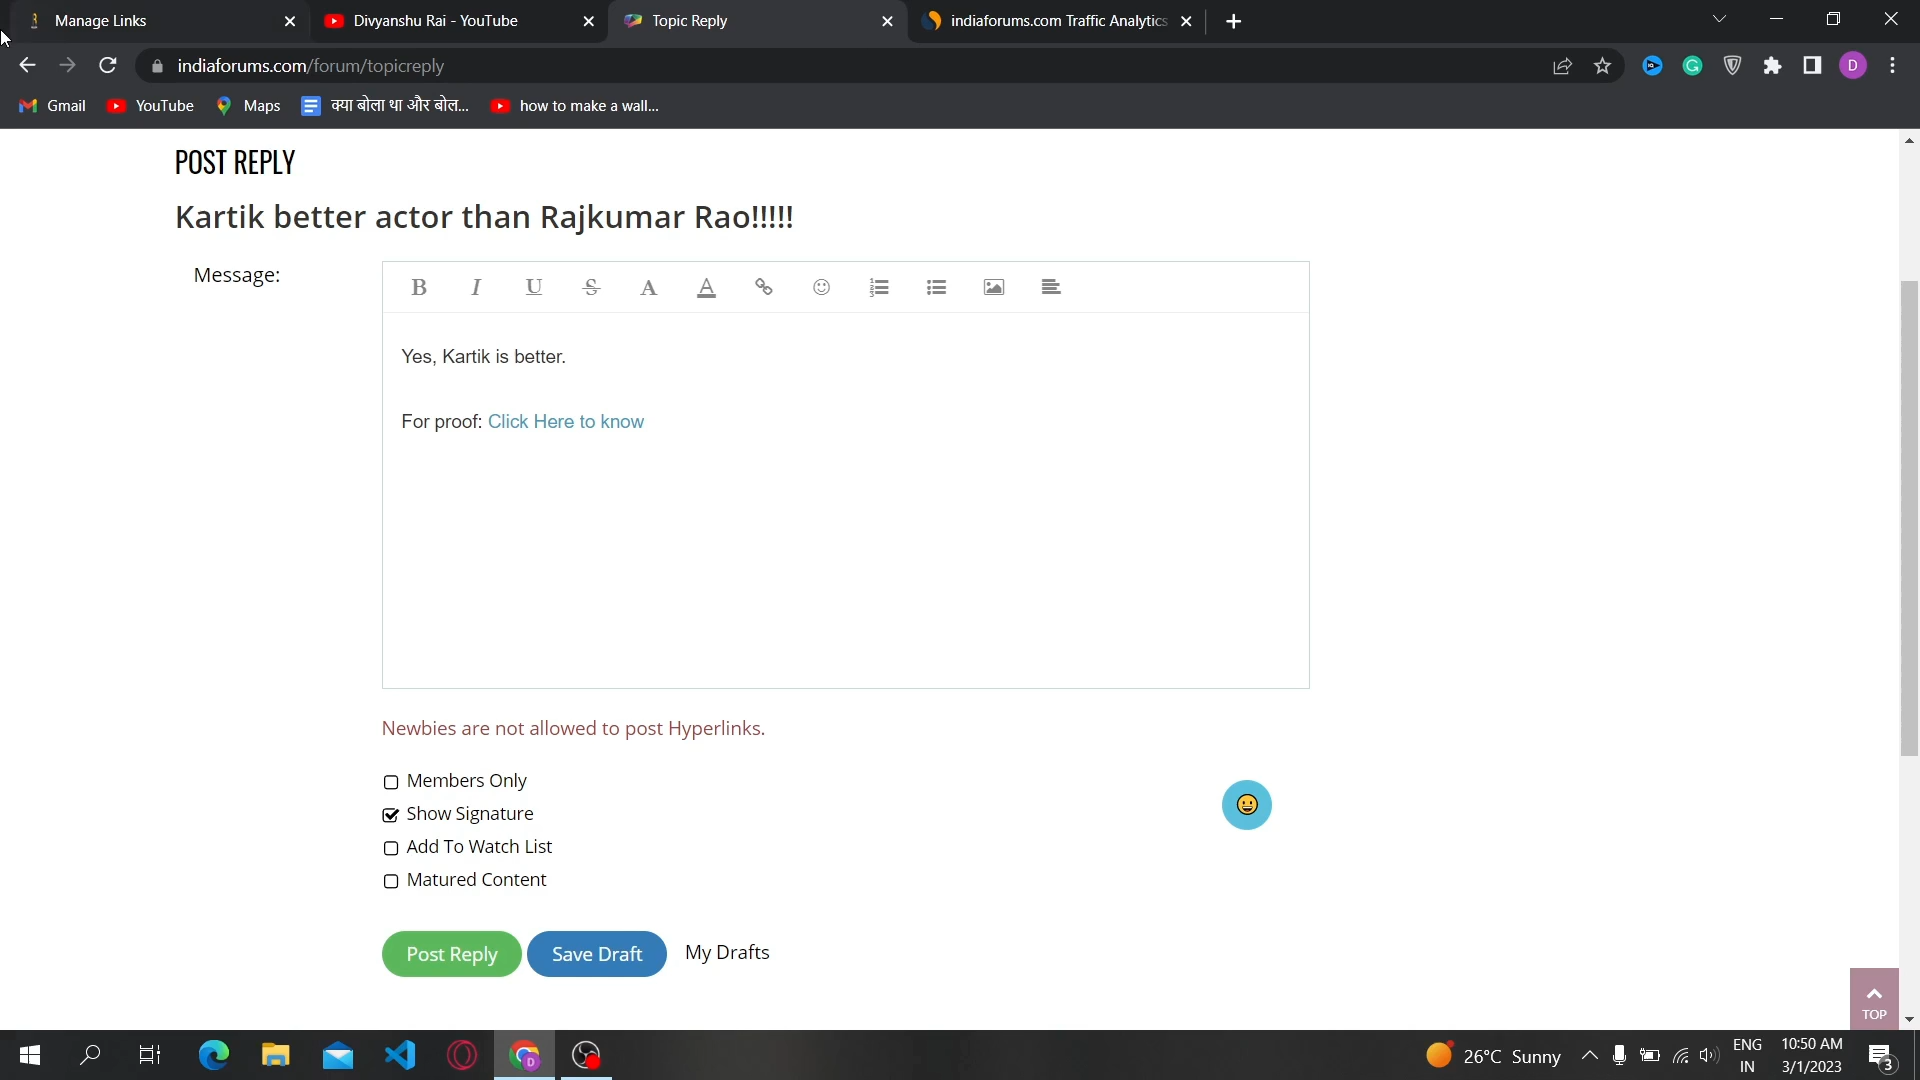 Manage Links
Divyanshu Rai - YouTube
Topic Reply
indiaforums.com Traffic Analytics
indiaforums.com/forum/topicreply
D
Gmail
YouTube
Maps
क्या बोला था और बोल...
how to make a wall...
POST REPLY
Kartik better actor than Rajkumar Rao!!!!!
Message:
B I U S A A
Yes, Kartik is better.
For proof: Click Here to know
Newbies are not allowed to post Hyperlinks.
Members Only
Show Signature
Add To Watch List
Matured Content
Post Reply
Save Draft
My Drafts
TOP
26°C Sunny
ENG
IN
10:50 AM
3/1/2023
3